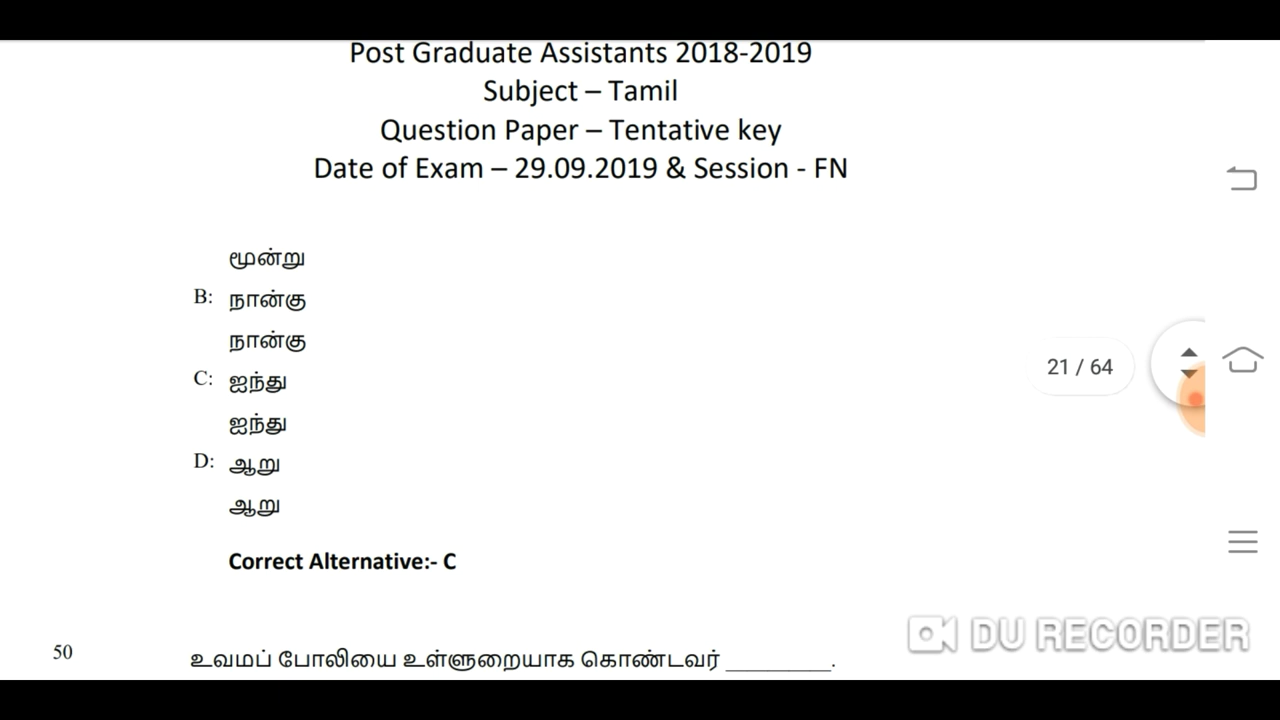 Post Graduate Assistants 2018-2019
Subject – Tamil
Question Paper – Tentative key
Date of Exam – 29.09.2019 & Session - FN
மூன்று
B: நான்கு
நான்கு
C: ஐந்து
ஐந்து
D: ஆறு
ஆறு
Correct Alternative:- C
50 உவமப் போலியை உள்ளுறையாக கொண்டவர் ________.
21 / 64
DU RECORDER